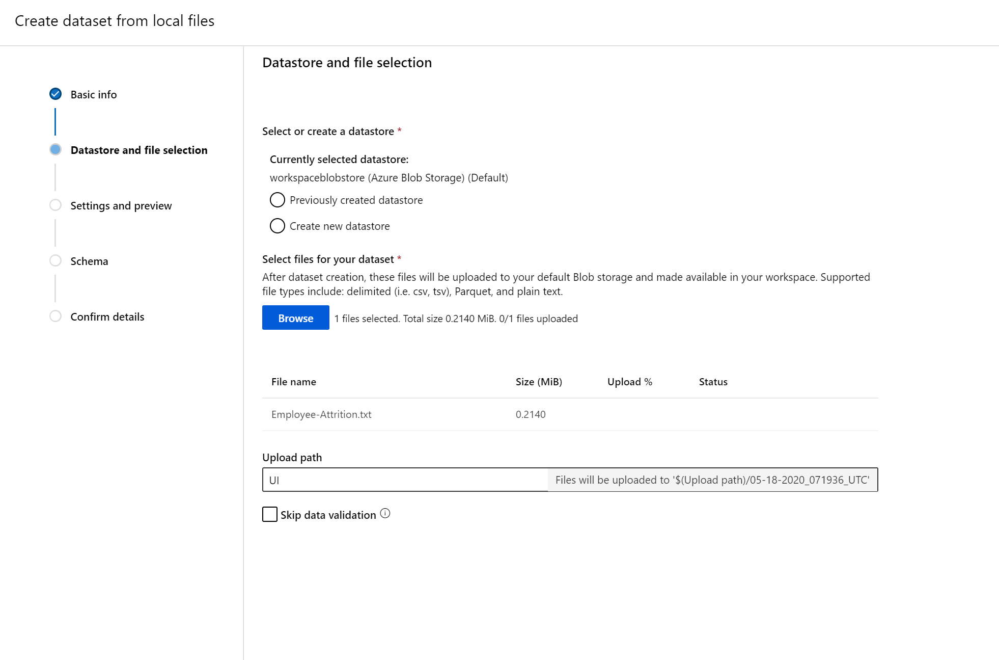 Create dataset from local files
Basic info
Datastore and file selection
Settings and preview
Schema
Confirm details
Datastore and file selection
Select or create a datastore *
Currently selected datastore:
workspaceblobstore (Azure Blob Storage) (Default)
Previously created datastore
Create new datastore
Select files for your dataset *
After dataset creation, these files will be uploaded to your default Blob storage and made available in your workspace. Supported
file types include: delimited (i.e. csv, tsv), Parquet, and plain text.
Browse 1 files selected. Total size 0.2140 MiB. 0/1 files uploaded
File name Size (MiB) Upload % Status
Employee-Attrition.txt 0.2140
Upload path
UI Files will be uploaded to '$(Upload path)/05-18-2020_071936_UTC'
Skip data validation